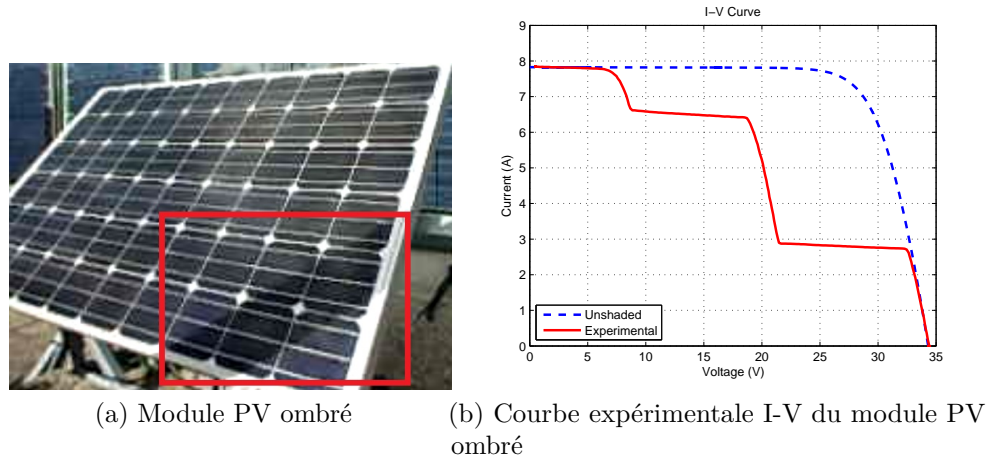 I–V Curve
9
8
7
6
5
4
3
2
1
0
Current (A)
Unshaded
Experimental
0 5 10 15 20 25 30 35
Voltage (V)
(a) Module PV ombré
(b) Courbe expérimentale I-V du module PV
ombré